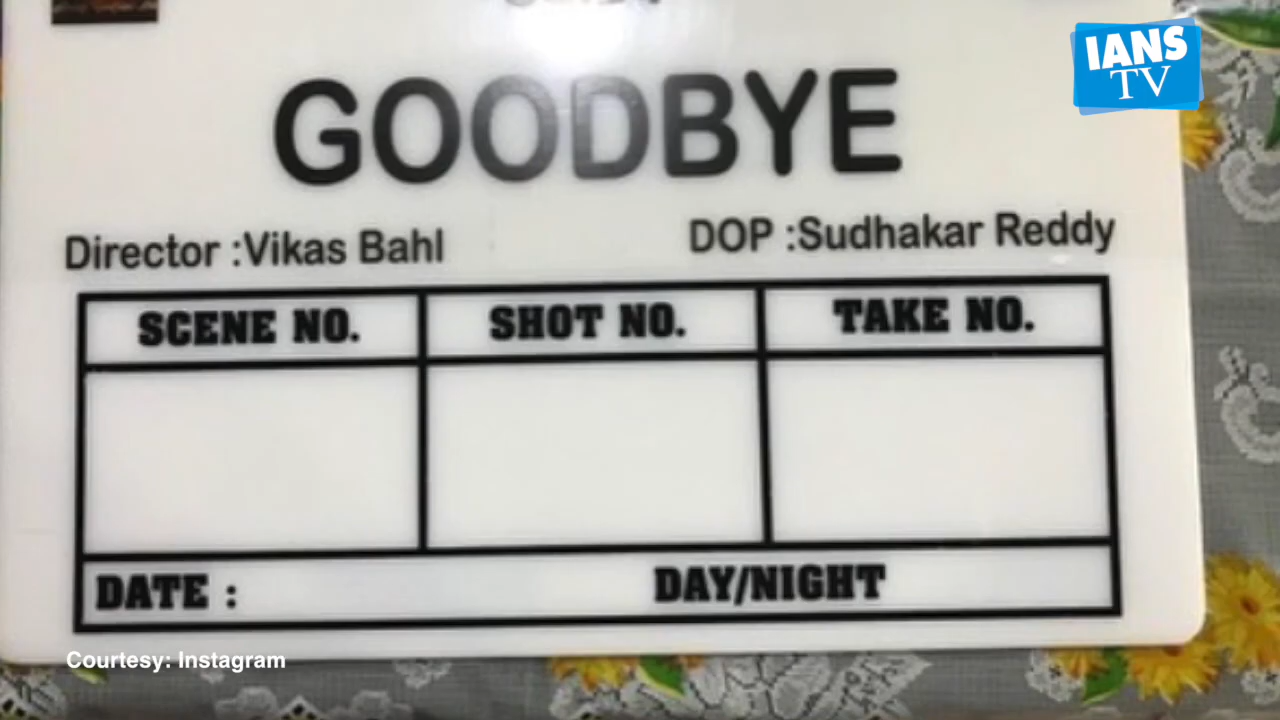 IANS
TV
GOODBYE
Director :Vikas Bahl
DOP :Sudhakar Reddy
SCENE NO.
SHOT NO.
TAKE NO.
DATE :
DAY/NIGHT
Courtesy: Instagram